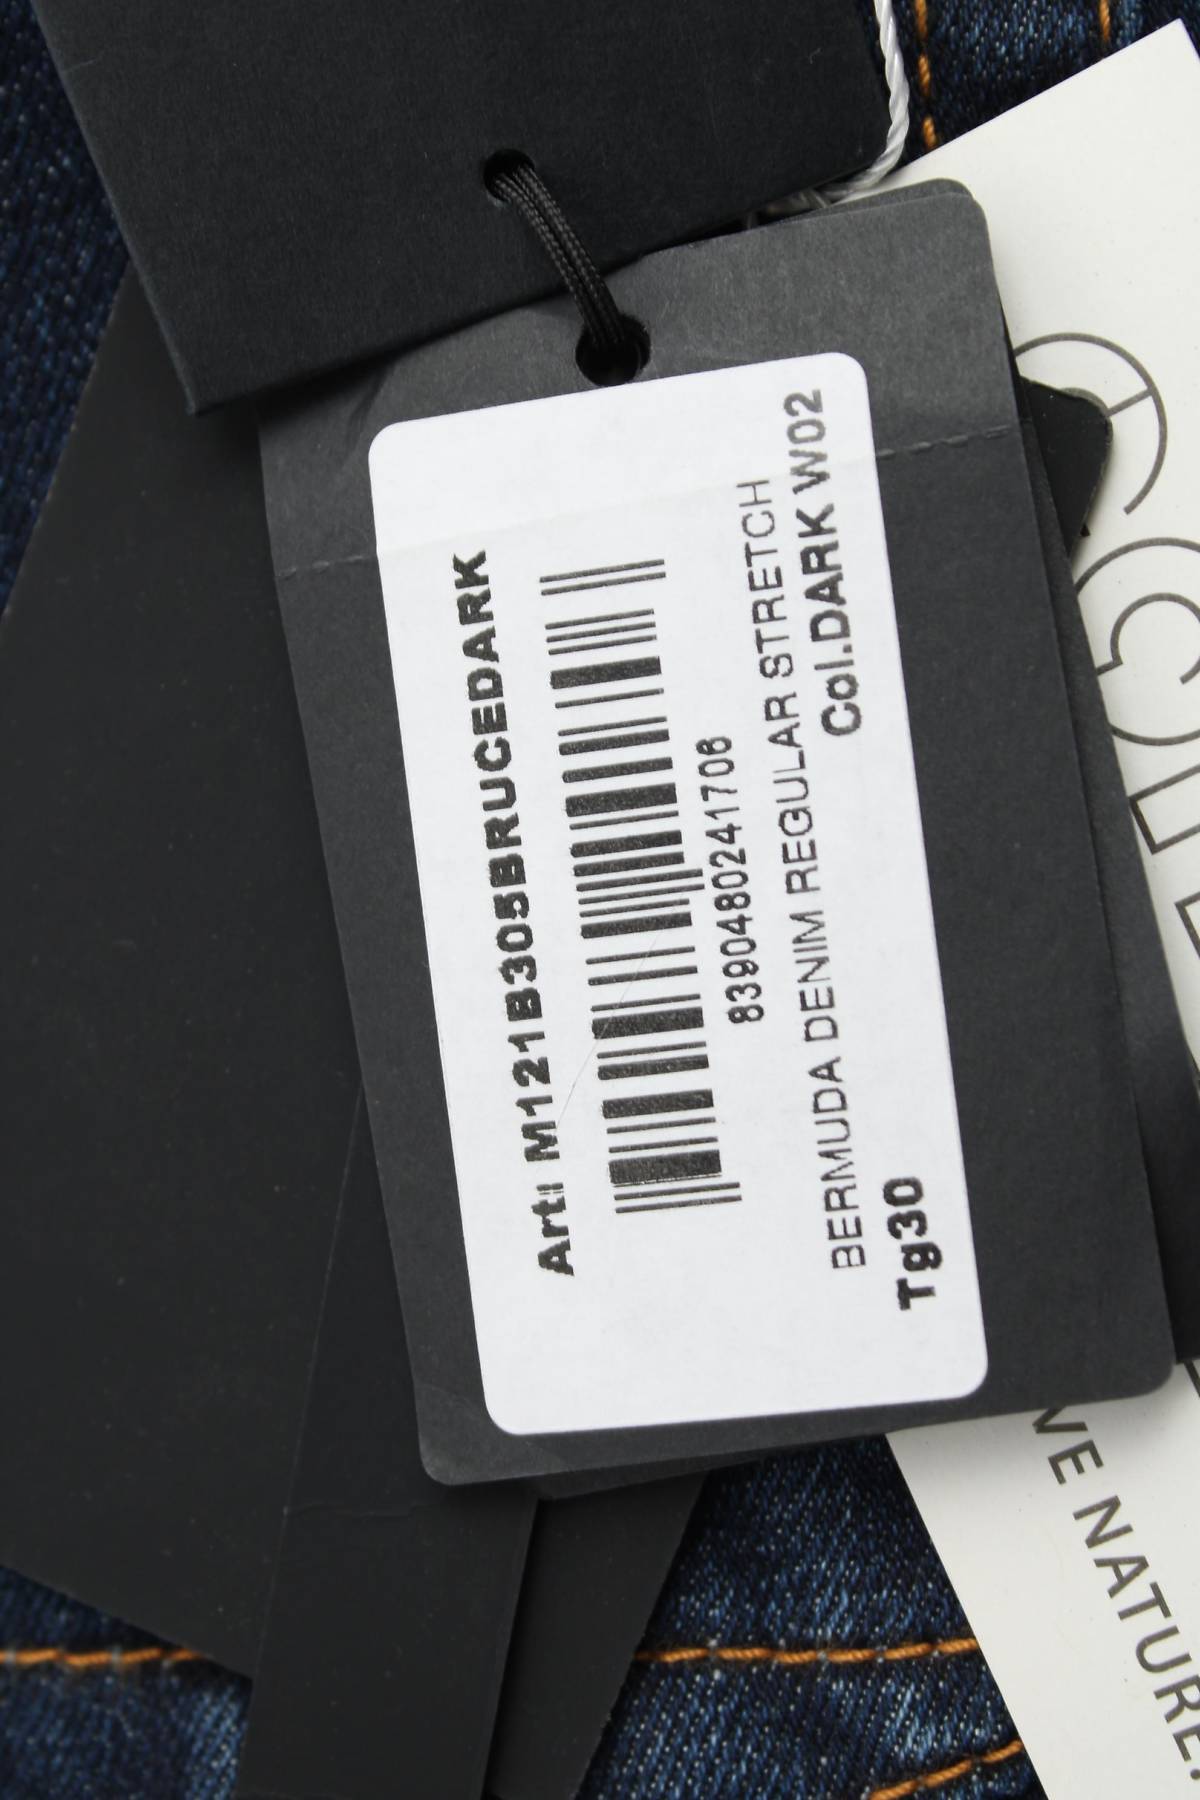 Art: M121B305BRUCEDARK
8390480241706
BERMUDA DENIM REGULAR STRETCH
Col.DARK W02
Tg30
VE NATURE.